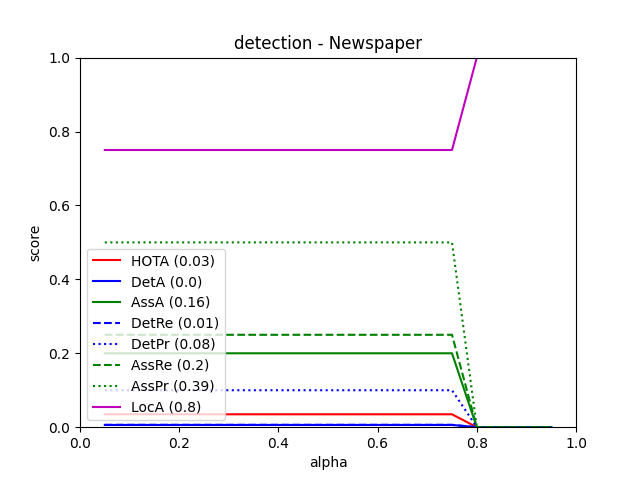 detection - Newspaper
1.0
0.8
0.6
0.4
0.2
0.0
score
HOTA (0.03)
DetA (0.0)
AssA (0.16)
DetRe (0.01)
DetPr (0.08)
AssRe (0.2)
AssPr (0.39)
LocA (0.8)
0.0 0.2 0.4 0.6 0.8 1.0
alpha